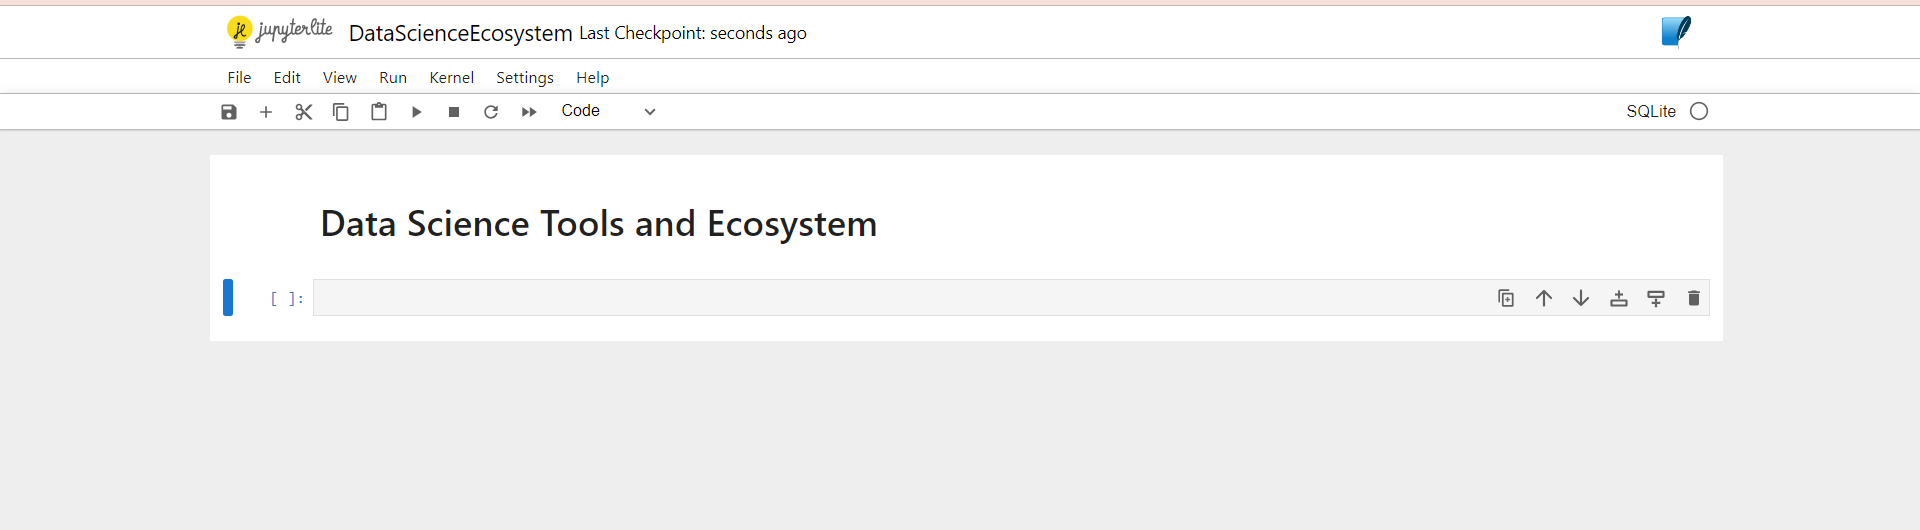 jupyterlite DataScienceEcosystem Last Checkpoint: seconds ago
File Edit View Run Kernel Settings Help
Code SQLite
Data Science Tools and Ecosystem
[ ]: